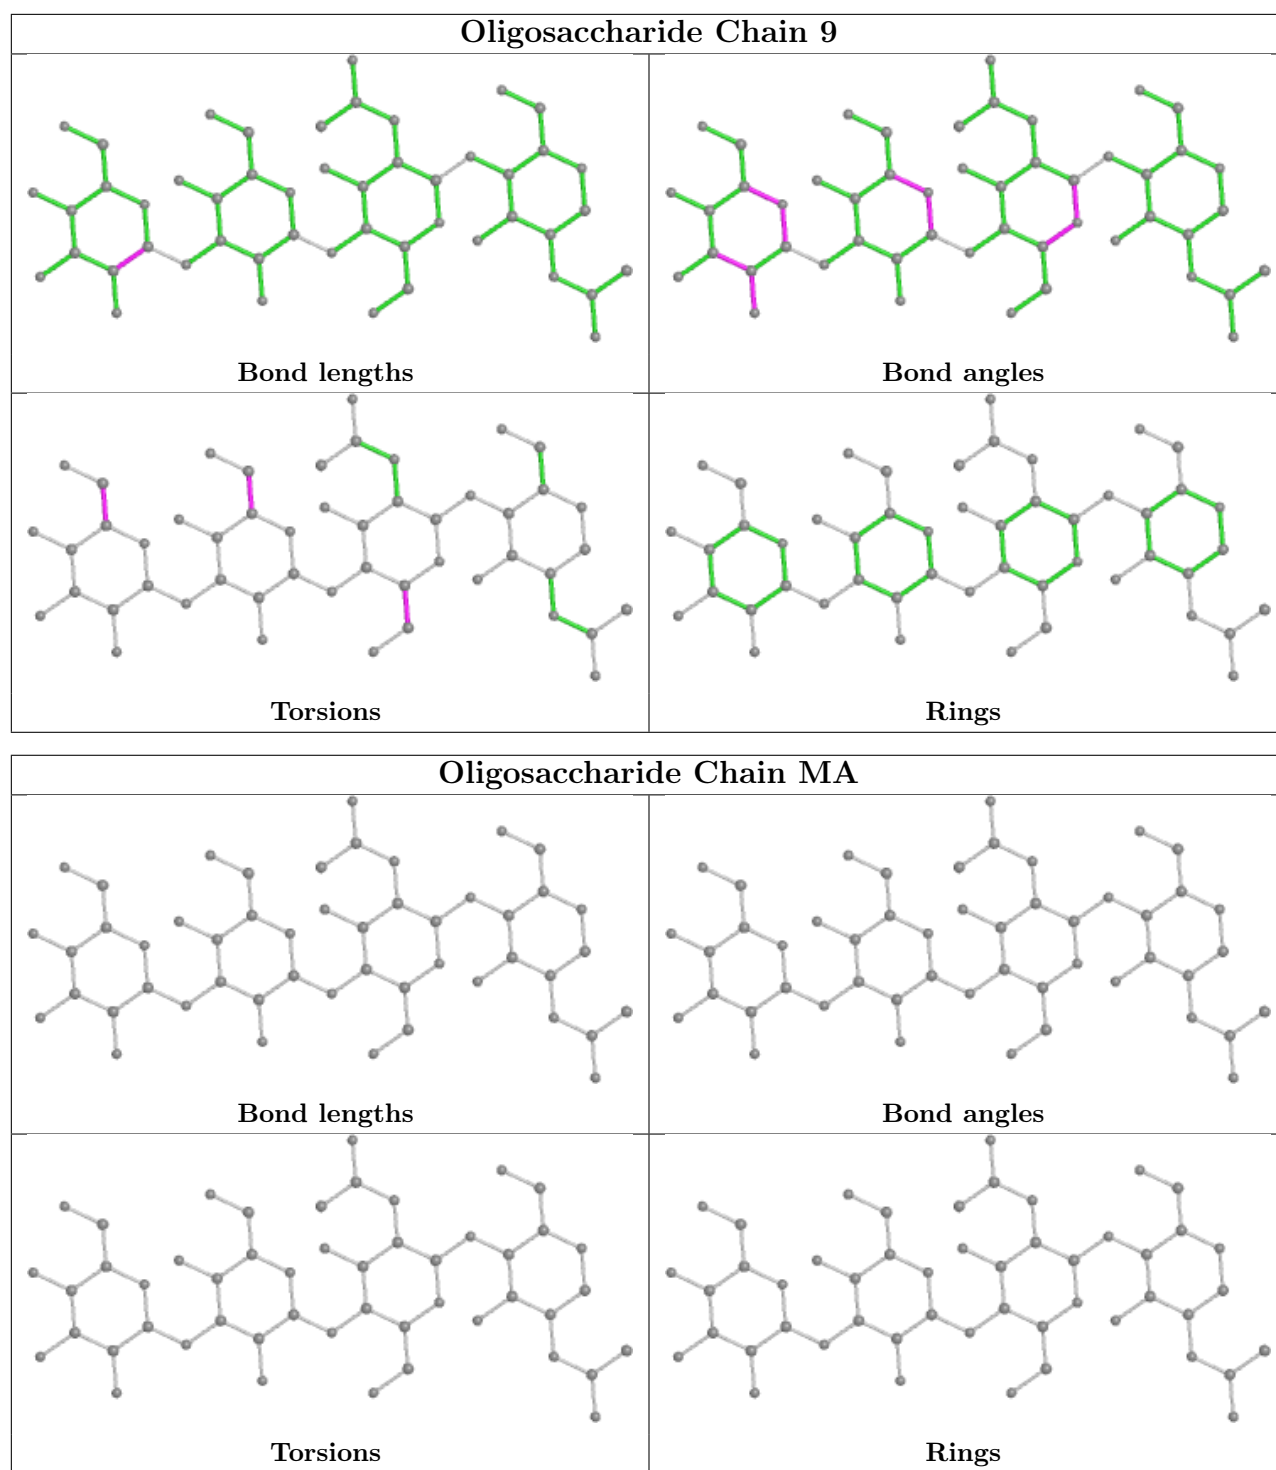 Oligosaccharide Chain 9
Bond lengths
Bond angles
Torsions
Rings
Oligosaccharide Chain MA
Bond lengths
Bond angles
Torsions
Rings